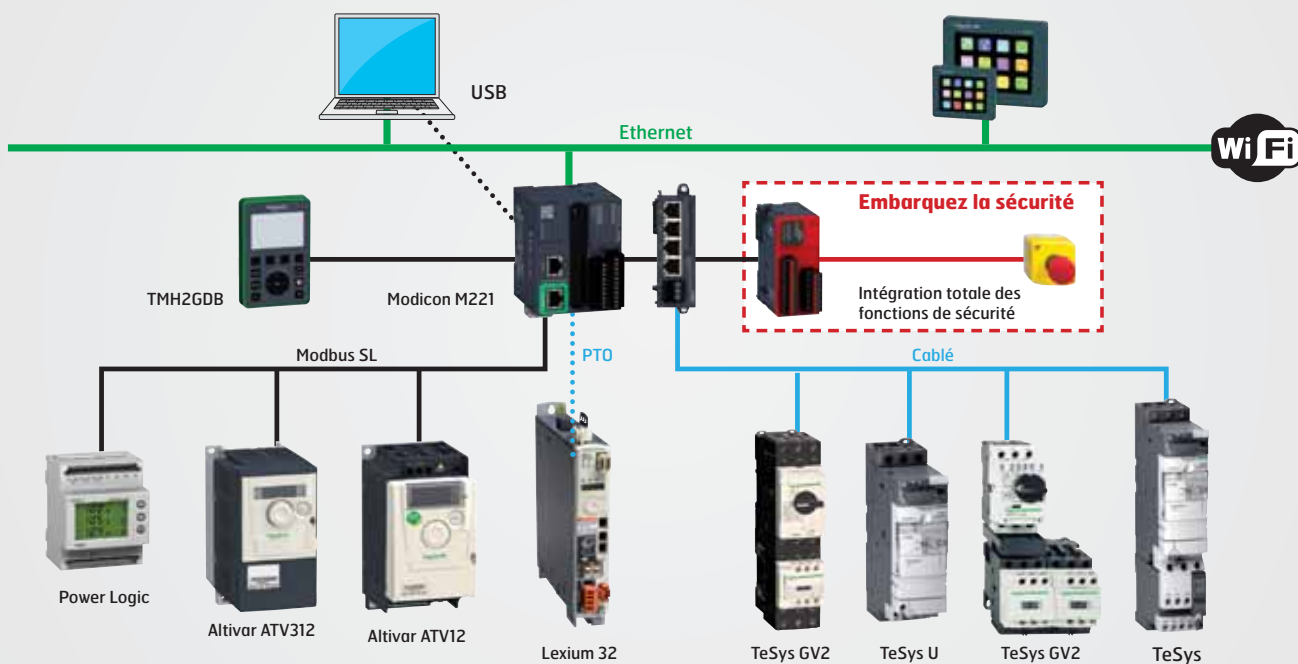 USB
Ethernet
Wi Fi
Embarquez la sécurité
TMH2GDB
Modicon M221
Intégration totale des
fonctions de sécurité
Modbus SL
PTO
Cablé
Power Logic
Altivar ATV312
Altivar ATV12
Lexium 32
TeSys GV2
TeSys U
TeSys GV2
TeSys